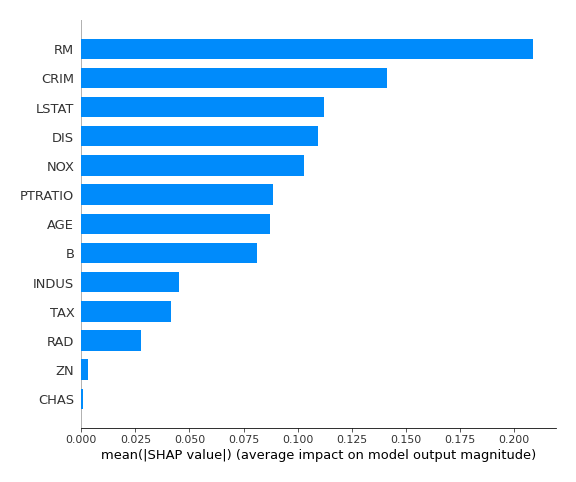 RM
CRIM
LSTAT
DIS
NOX
PTRATIO
AGE
B
INDUS
TAX
RAD
ZN
CHAS
0.000 0.025 0.050 0.075 0.100 0.125 0.150 0.175 0.200
mean(|SHAP value|) (average impact on model output magnitude)